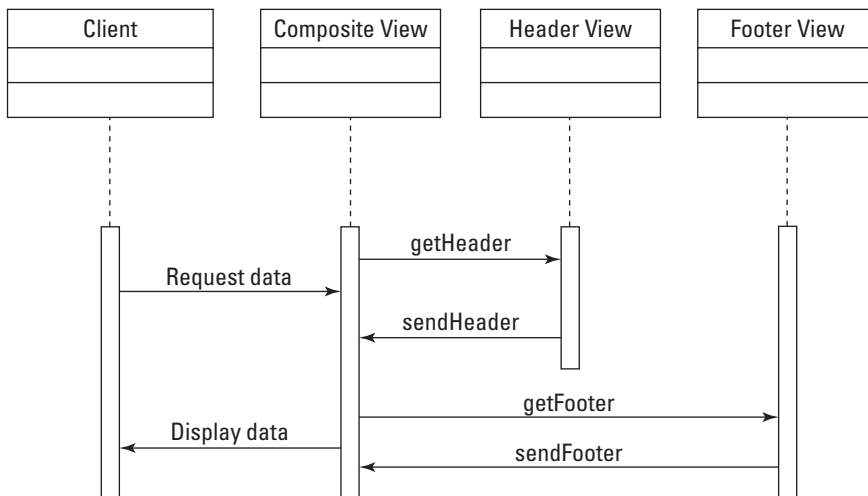 Client
Composite View
Header View
Footer View
getHeader
Request data
sendHeader
getFooter
Display data
sendFooter